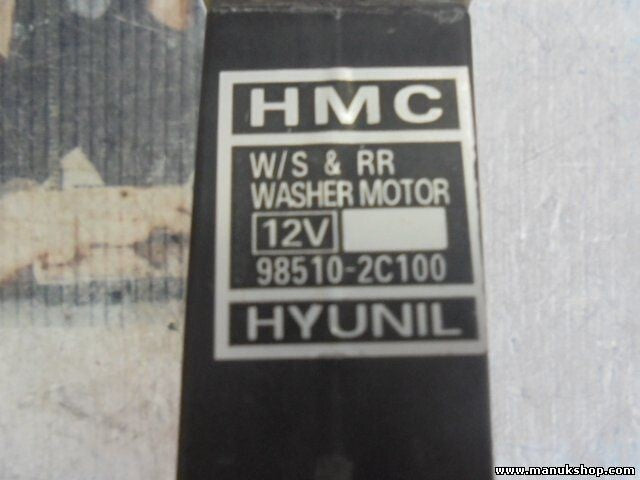 HMC
W/S & RR
WASHER MOTOR
12V
98510-2C100
HYUNIL
www.manukshop.com